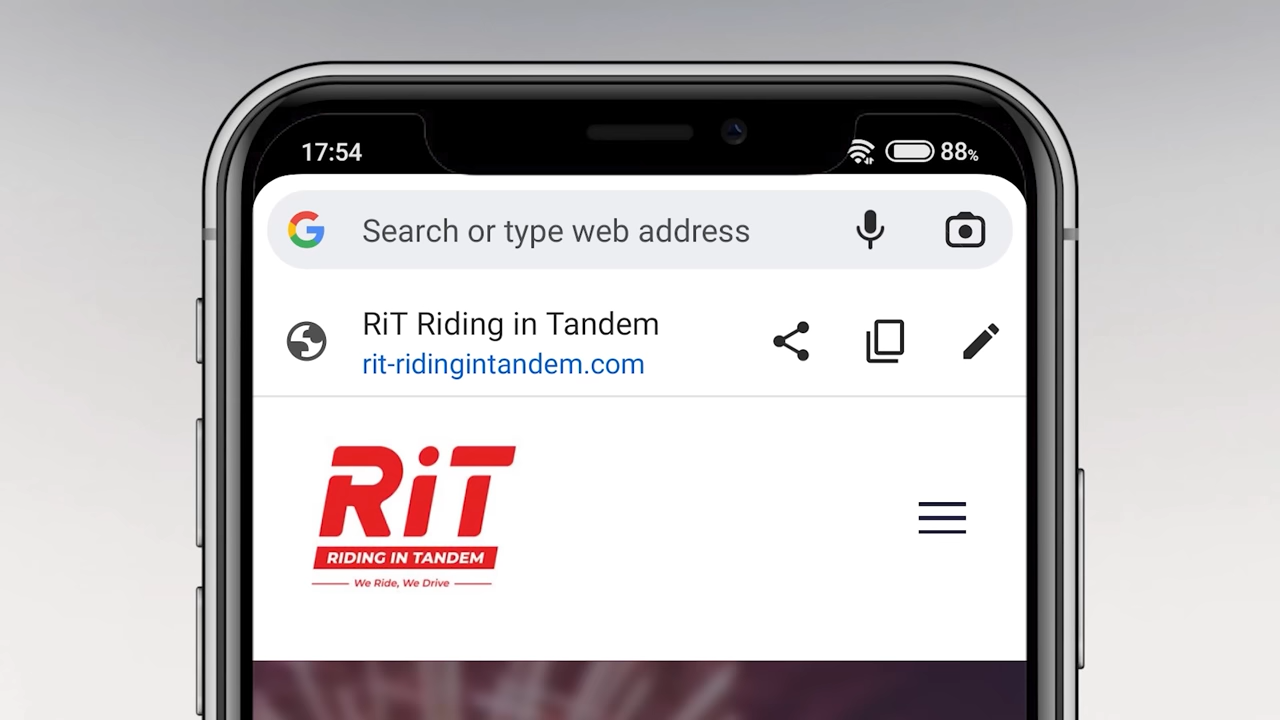 17:54
88%
Search or type web address
RiT Riding in Tandem
rit-ridingintandem.com
RiT
RIDING IN TANDEM
We Ride, We Drive